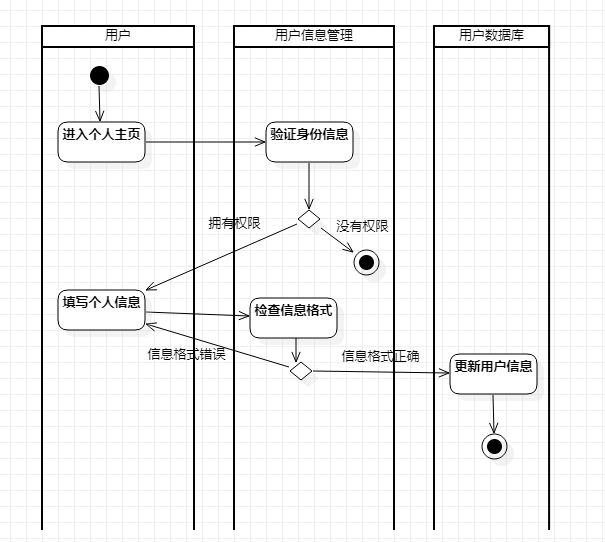 用户
用户信息管理
用户数据库
进入个人主页
验证身份信息
拥有权限
没有权限
填写个人信息
检查信息格式
信息格式错误
信息格式正确
更新用户信息